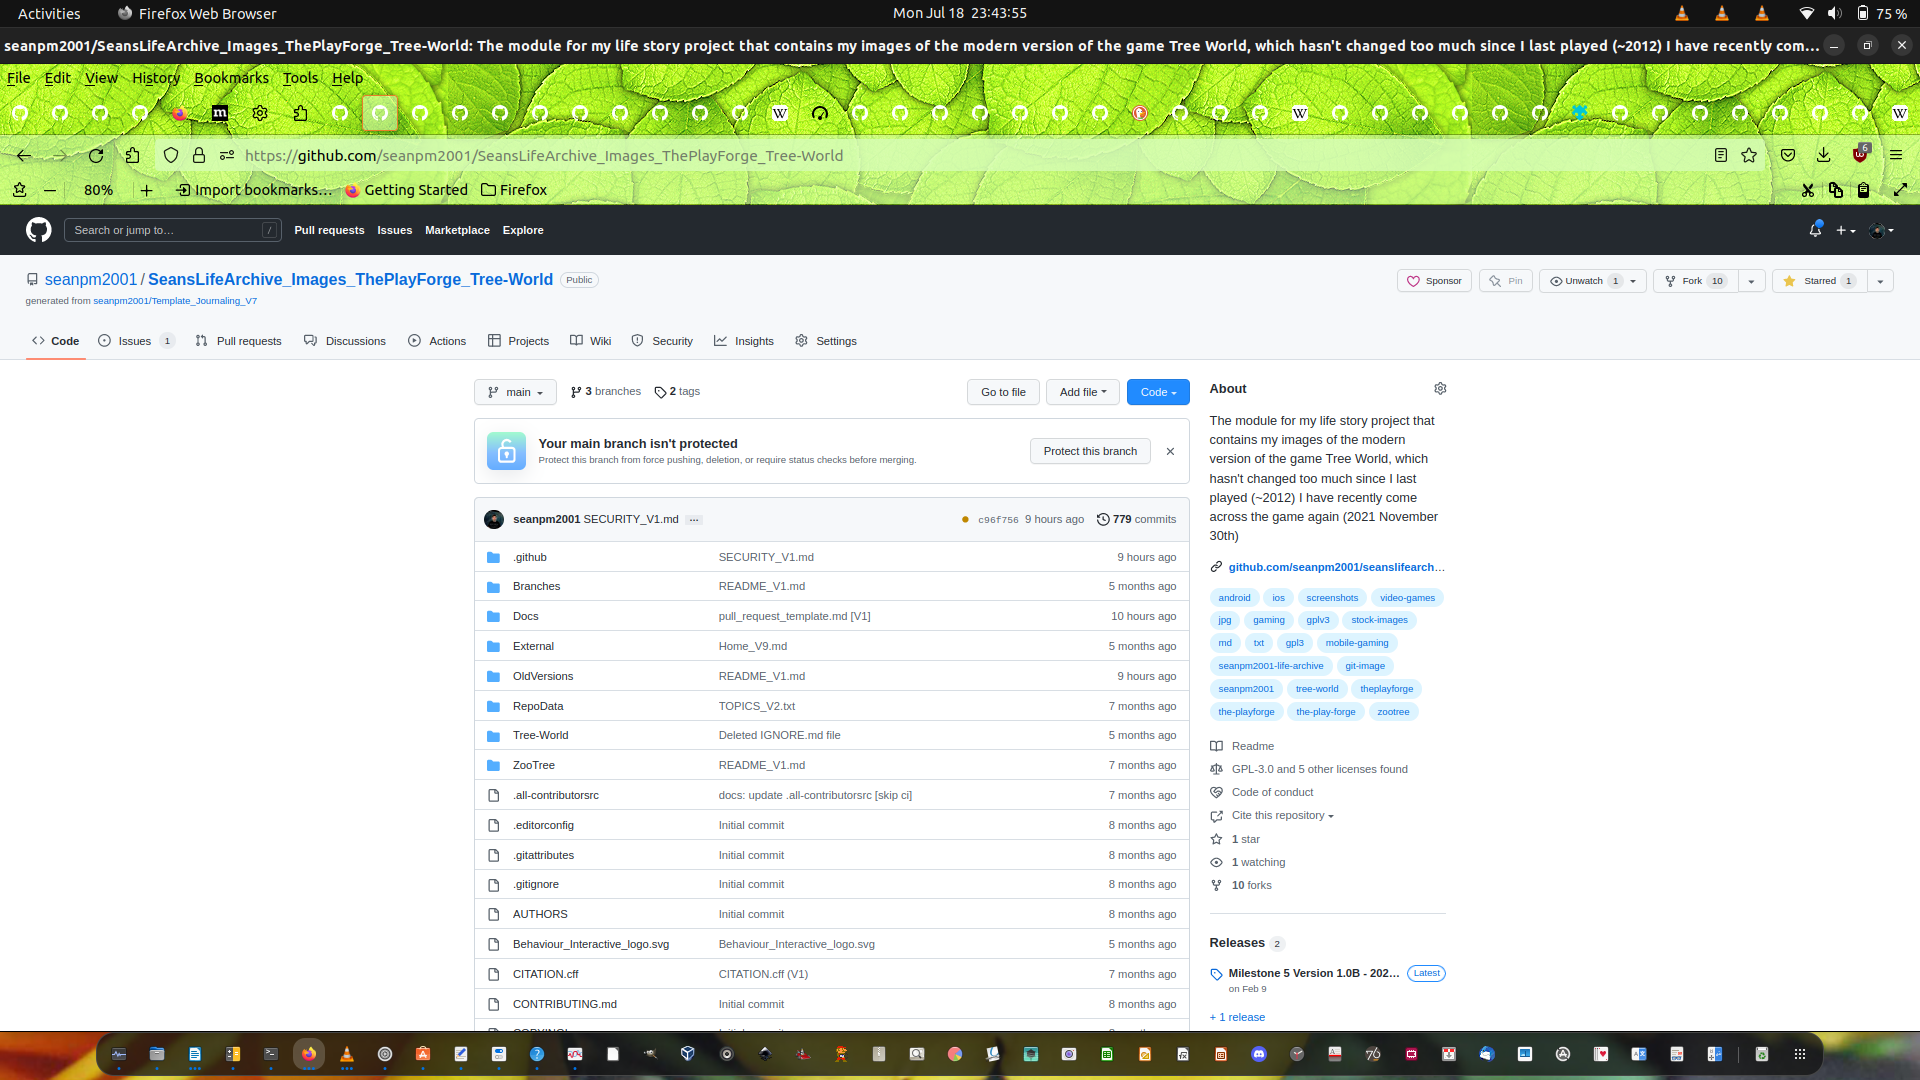 Activities
Firefox Web Browser
Mon Jul 18 23:43:55
75 %
seanpm2001/SeansLifeArchive_Images_ThePlayForge_Tree-World: The module for my life story project that contains my images of the modern version of the game Tree World, which hasn't changed too much since I last played (~2012) I have recently com…
File Edit View History Bookmarks Tools Help
https://github.com/seanpm2001/SeansLifeArchive_Images_ThePlayForge_Tree-World
6
80%
Import bookmarks…
Getting Started
Firefox
Search or jump to…
/
Pull requests
Issues
Marketplace
Explore
seanpm2001 / SeansLifeArchive_Images_ThePlayForge_Tree-World
Public
Sponsor
Pin
Unwatch 1
Fork 10
Starred 1
generated from seanpm2001/Template_Journaling_V7
Code
Issues 1
Pull requests
Discussions
Actions
Projects
Wiki
Security
Insights
Settings
main
3 branches
2 tags
Go to file
Add file
Code
Your main branch isn't protected
Protect this branch from force pushing, deletion, or require status checks before merging.
Protect this branch
seanpm2001 SECURITY_V1.md …
c96f756 9 hours ago
779 commits
.github SECURITY_V1.md 9 hours ago
Branches README_V1.md 5 months ago
Docs pull_request_template.md [V1] 10 hours ago
External Home_V9.md 5 months ago
OldVersions README_V1.md 9 hours ago
RepoData TOPICS_V2.txt 7 months ago
Tree-World Deleted IGNORE.md file 5 months ago
ZooTree README_V1.md 7 months ago
.all-contributorsrc docs: update .all-contributorsrc [skip ci] 7 months ago
.editorconfig Initial commit 8 months ago
.gitattributes Initial commit 8 months ago
.gitignore Initial commit 8 months ago
AUTHORS Initial commit 8 months ago
Behaviour_Interactive_logo.svg Behaviour_Interactive_logo.svg 5 months ago
CITATION.cff CITATION.cff (V1) 7 months ago
CONTRIBUTING.md Initial commit 8 months ago
About
The module for my life story project that
contains my images of the modern
version of the game Tree World, which
hasn't changed too much since I last
played (~2012) I have recently come
across the game again (2021 November
30th)
github.com/seanpm2001/seanslifearch…
android ios screenshots video-games
jpg gaming gplv3 stock-images
md txt gpl3 mobile-gaming
seanpm2001-life-archive git-image
seanpm2001 tree-world theplayforge
the-playforge the-play-forge zootree
Readme
GPL-3.0 and 5 other licenses found
Code of conduct
Cite this repository
1 star
1 watching
10 forks
Releases 2
Milestone 5 Version 1.0B - 202… Latest
on Feb 9
+ 1 release